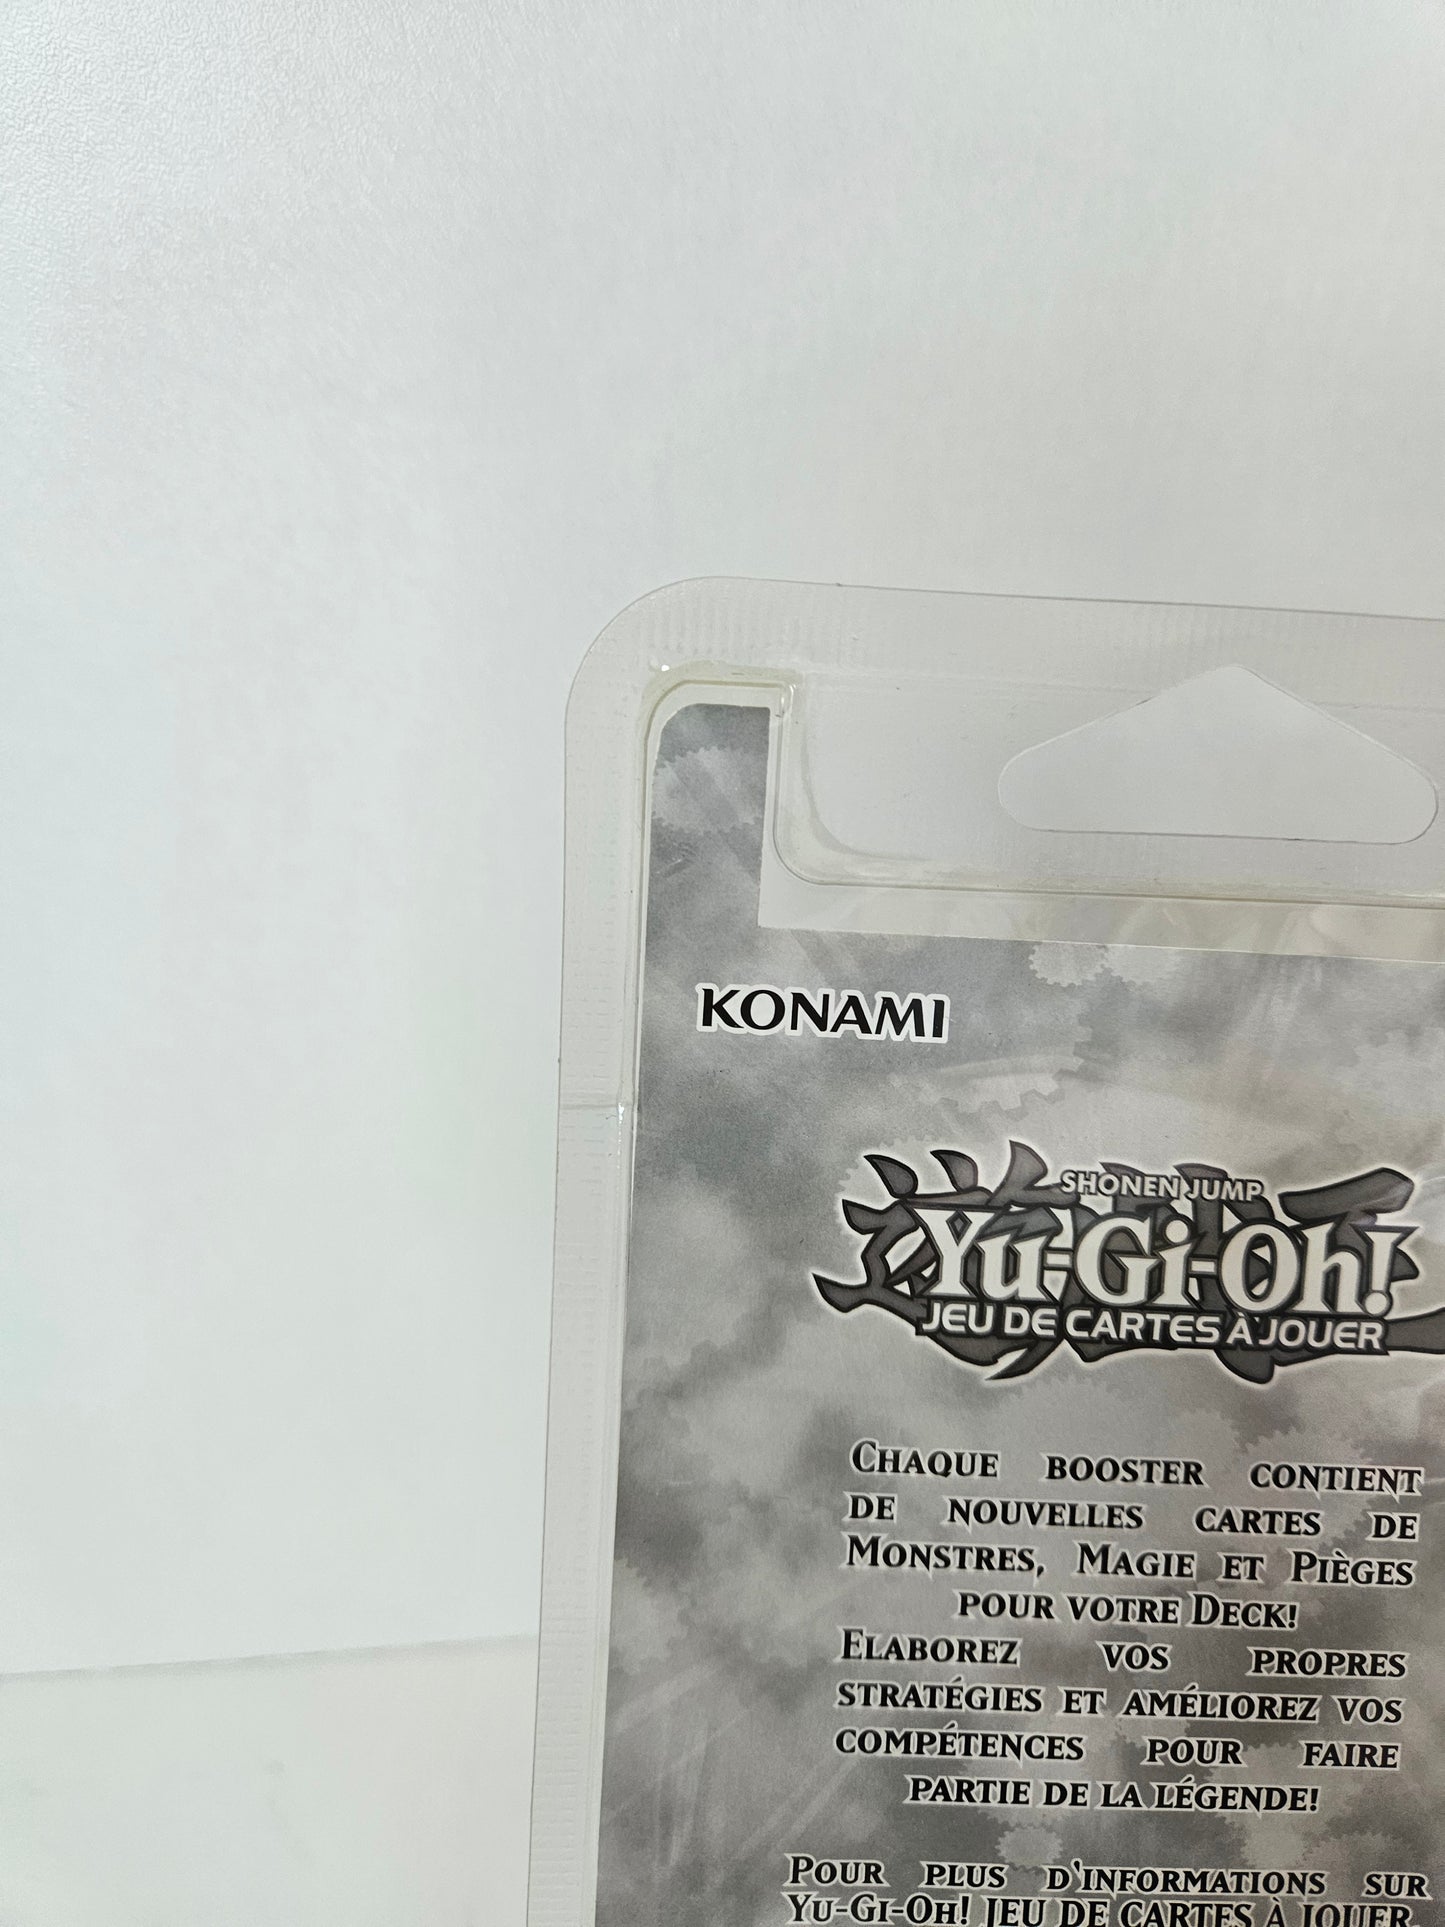 KONAMI
SHONEN JUMP
Yu-Gi-Oh!
JEU DE CARTES À JOUER
CHAQUE BOOSTER CONTIENT
DE NOUVELLES CARTES DE
MONSTRES, MAGIE ET PIÈGES
POUR VOTRE DECK!
ELABOREZ VOS PROPRES
STRATÉGIES ET AMÉLIOREZ VOS
COMPÉTENCES POUR FAIRE
PARTIE DE LA LÉGENDE!
POUR PLUS D'INFORMATIONS SUR
YU-GI-OH! JEU DE CARTES À JOUER,